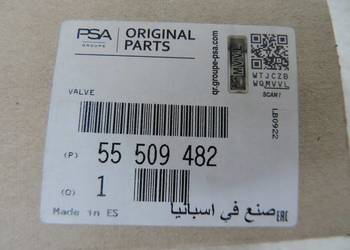 PSA
GROUPE
ORIGINAL
PARTS
qr.groupe-psa.com
MVVL
WTJCZB
WQMVVL
SCAN!
LB0922
VALVE
(P) 55 509 482
(Q) 1
Made in ES
صنع في اسبانيا
EAC